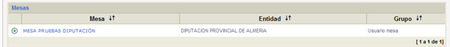 Mesas
Mesa Entidad Grupo
MESA PRUEBAS DIPUTACIÓN DIPUTACION PROVINCIAL DE ALMERIA Usuario mesa
[1 a 1 de 1]